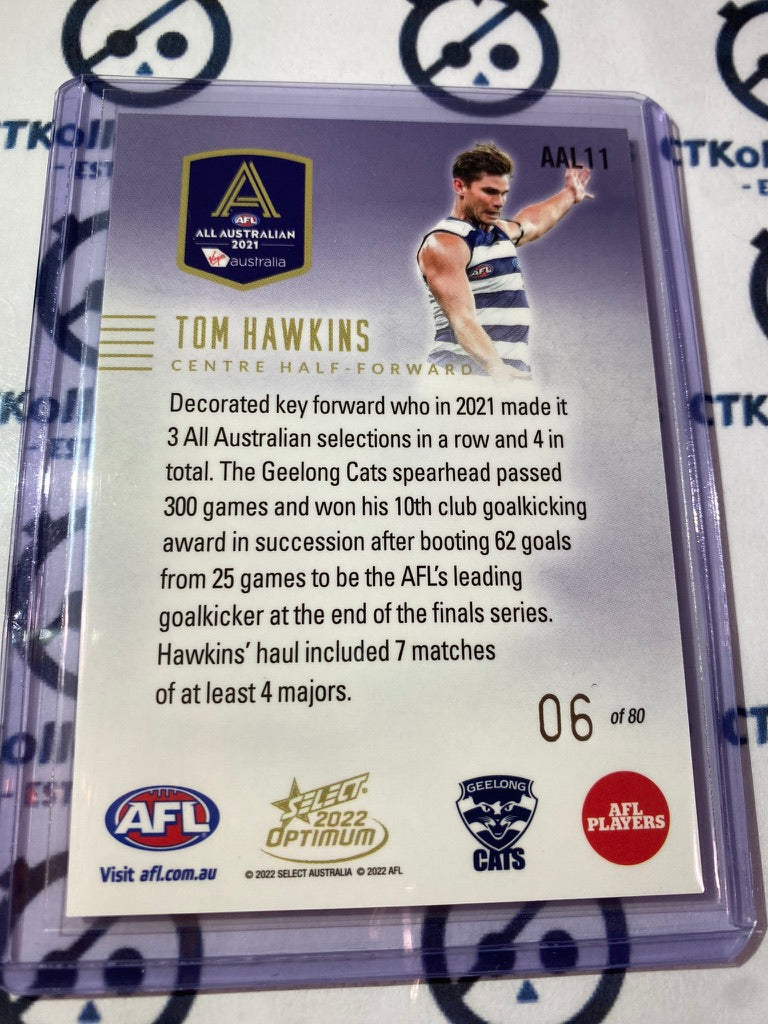 AAL11
AFL
ALL AUSTRALIAN
2021
Virgin australia
AFL
TOM HAWKINS
CENTRE HALF-FORWARD
Decorated key forward who in 2021 made it
3 All Australian selections in a row and 4 in
total. The Geelong Cats spearhead passed
300 games and won his 10th club goalkicking
award in succession after booting 62 goals
from 25 games to be the AFL's leading
goalkicker at the end of the finals series.
Hawkins' haul included 7 matches
of at least 4 majors.
06 of 80
AFL
Visit afl.com.au
SELECT.
2022
OPTIMUM
© 2022 SELECT AUSTRALIA © 2022 AFL
GEELONG
CATS
AFL
PLAYERS